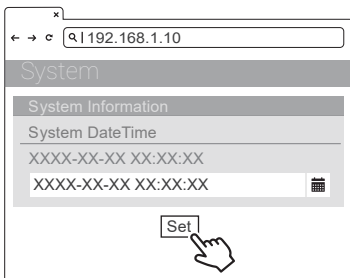 192.168.1.10
System
System Information
System DateTime
XXXX-XX-XX XX:XX:XX
XXXX-XX-XX XX:XX:XX
Set